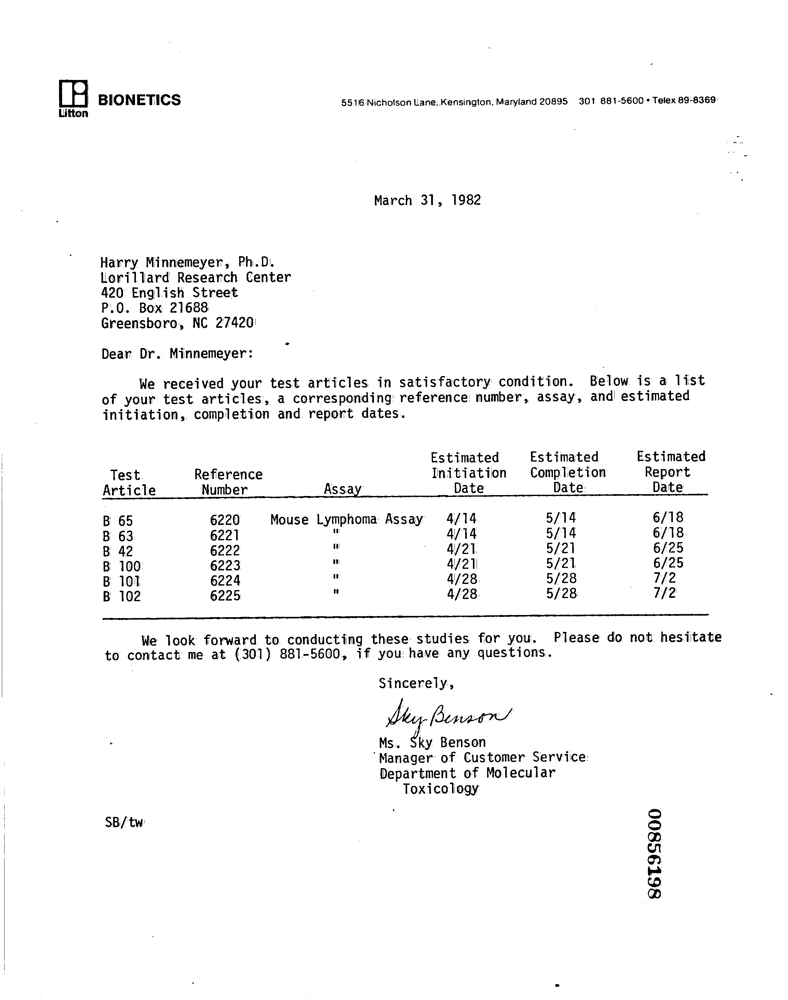 BIONETICS
Litton
5516 Nicholson Lane, Kensington, Maryland 20895 301 881-5600 • Telex 89-8369
March 31, 1982
Harry Minnemeyer, Ph.D.
Lorillard Research Center
420 English Street
P.O. Box 21688
Greensboro, NC 27420
Dear Dr. Minnemeyer:
We received your test articles in satisfactory condition. Below is a list
of your test articles, a corresponding reference number, assay, and estimated
initiation, completion and report dates.
Estimated Estimated Estimated
Test Reference Initiation Completion Report
Article Number Assay Date Date Date
B 65 6220 Mouse Lymphoma Assay 4/14 5/14 6/18
B 63 6221 " 4/14 5/14 6/18
B 42 6222 " 4/21 5/21 6/25
B 100 6223 " 4/21 5/21 6/25
B 101 6224 " 4/28 5/28 7/2
B 102 6225 " 4/28 5/28 7/2
We look forward to conducting these studies for you. Please do not hesitate
to contact me at (301) 881-5600, if you have any questions.
Sincerely,
Sky Benson
Ms. Sky Benson
Manager of Customer Service
Department of Molecular
Toxicology
SB/tw
00856198